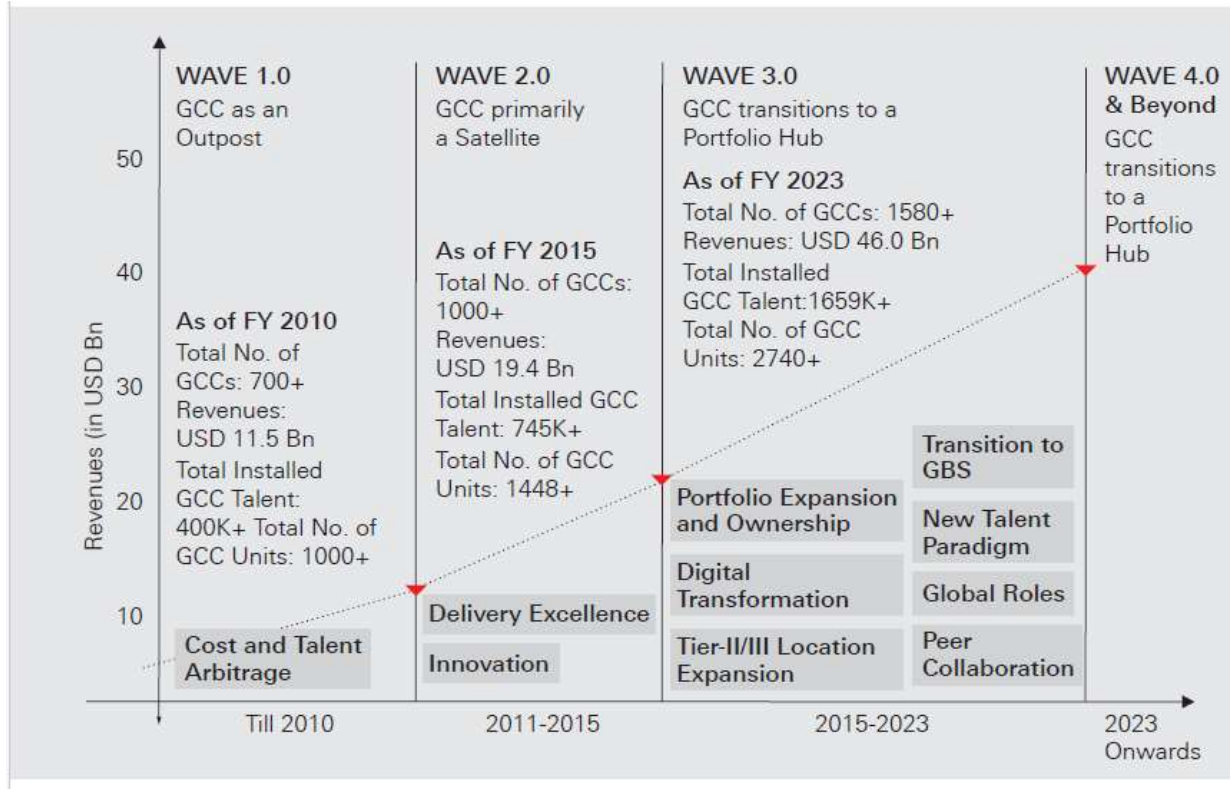 WAVE 1.0
GCC as an
Outpost
As of FY 2010
Total No. of
GCCs: 700+
Revenues:
USD 11.5 Bn
Total Installed
GCC Talent:
400K+ Total No. of
GCC Units: 1000+
Cost and Talent
Arbitrage
WAVE 2.0
GCC primarily
a Satellite
As of FY 2015
Total No. of GCCs:
1000+
Revenues:
USD 19.4 Bn
Total Installed GCC
Talent: 745K+
Total No. of GCC
Units: 1448+
Delivery Excellence
Innovation
WAVE 3.0
GCC transitions to a
Portfolio Hub
As of FY 2023
Total No. of GCCs: 1580+
Revenues: USD 46.0 Bn
Total Installed
GCC Talent:1659K+
Total No. of GCC
Units: 2740+
Portfolio Expansion
and Ownership
Digital
Transformation
Tier-II/III Location
Expansion
Transition to
GBS
New Talent
Paradigm
Global Roles
Peer
Collaboration
WAVE 4.0
& Beyond
GCC
transitions
to a
Portfolio
Hub
Revenues (in USD Bn
50
40
30
20
10
Till 2010
2011-2015
2015-2023
2023
Onwards